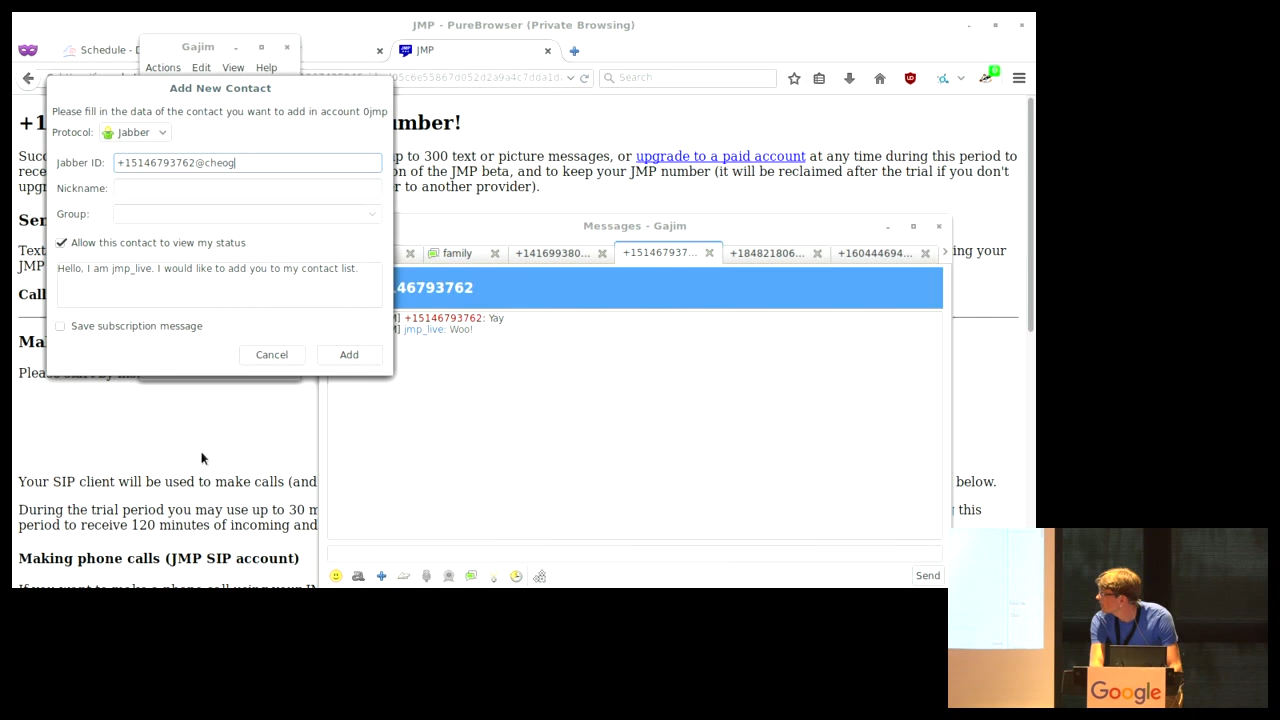 JMP - PureBrowser (Private Browsing)
Schedule - D
JMP
Gajim
Actions Edit View Help
Search
Add New Contact
Please fill in the data of the contact you want to add in account 0jmp
Protocol: Jabber
Jabber ID: +15146793762@cheog
Nickname:
Group:
Allow this contact to view my status
Hello, I am jmp_live. I would like to add you to my contact list.
Save subscription message
Cancel Add
+1
umber!
Succ
up to 300 text or picture messages, or upgrade to a paid account at any time during this period to
rece
on of the JMP beta, and to keep your JMP number (it will be reclaimed after the trial if you don't
upgr
r to another provider).
Sen
Text
ing your
JMP
Call
Ma
Messages - Gajim
family +141699380... +151467937... +184821806... +160444694...
46793762
+15146793762: Yay
jmp_live: Woo!
Send
Your SIP client will be used to make calls (and
below.
During the trial period you may use up to 30 m
this
period to receive 120 minutes of incoming and
Making phone calls (JMP SIP account)
Google